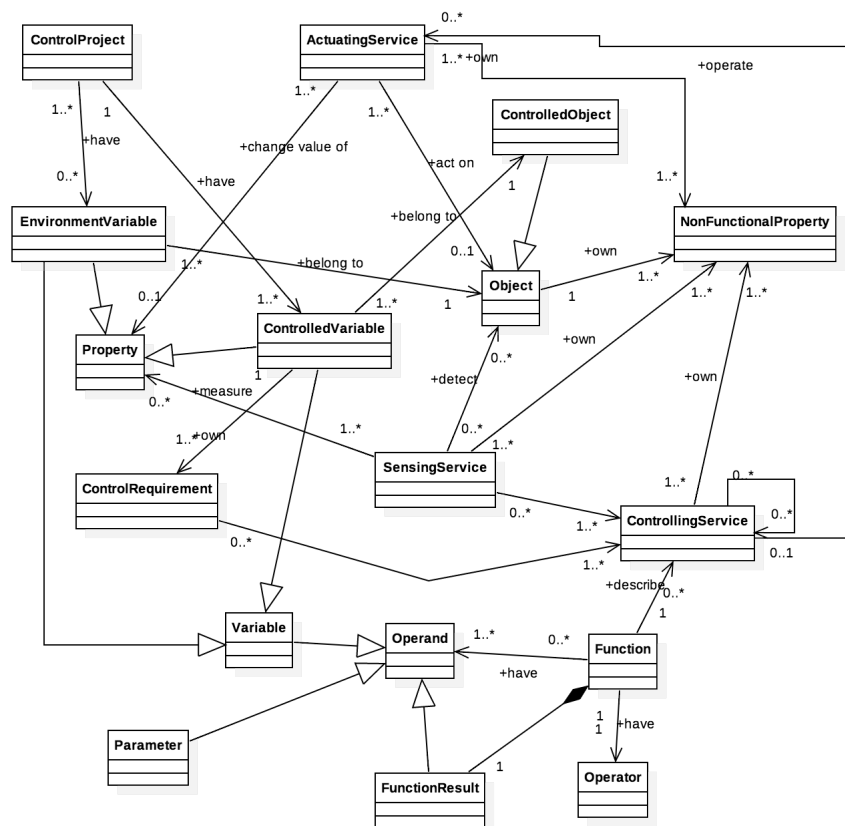 0..*
ControlProject
ActuatingService
1..*
+own
+operate
1..*
1
1..*
1..*
ControlledObject
+have
+change value of
+act on
0..*
+have
1
1..*
EnvironmentVariable
+belong to
NonFunctionalProperty
1..*
+belong to
0..1
+own
0..1
1..*
1
1..*
Object
1
1..*
1..*
1..*
ControlledVariable
Property
+own
0..*
1
+measure
+detect
+own
0..*
1..*
+own
1..*
0..*
1..*
SensingService
ControlRequirement
1..*
0..*
0..*
1..*
ControllingService
0..*
0..*
1..*
0..1
+describe
0..*
1
Variable
Operand
1..*
0..*
Function
+have
1
1
+have
Parameter
1
FunctionResult
Operator